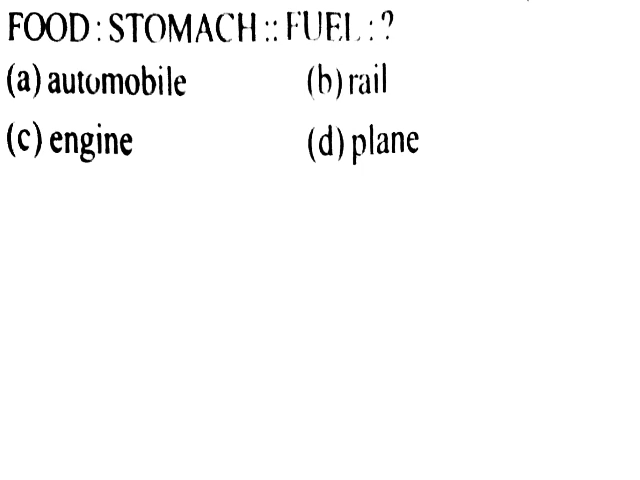 FOOD : STOMACH :: FUEL : ?
(a) automobile (b) rail
(c) engine (d) plane